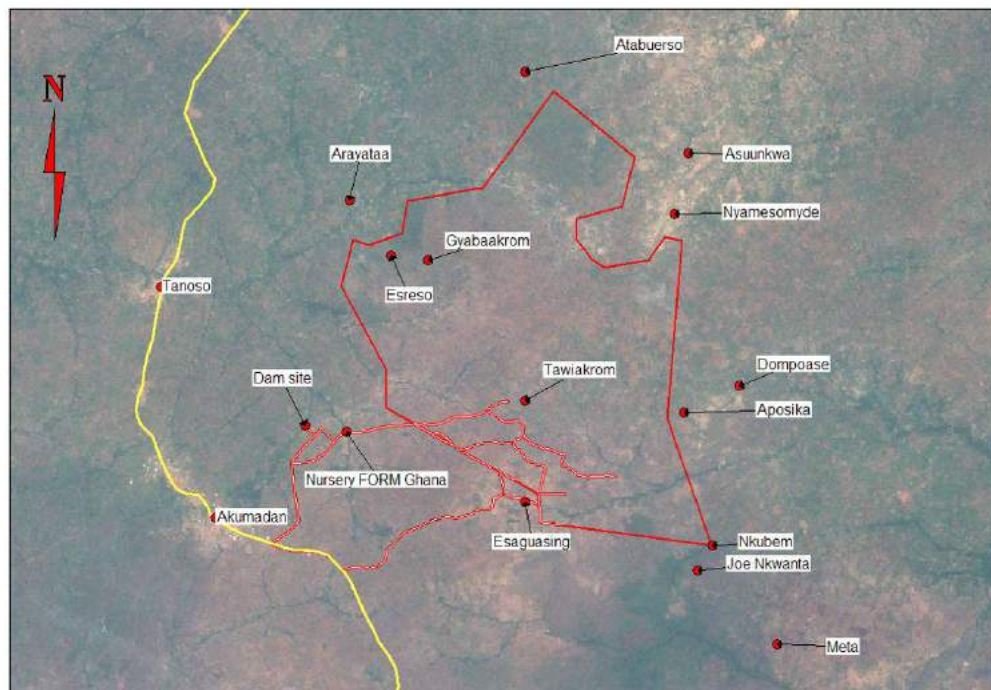 Atabuerso
N
Arayataa
Asuunkwa
Nyamesomyde
Gyabaakrom
Esreso
Tanoso
Dam site
Tawiakrom
Dompoase
Aposika
Nursery FORM Ghana
Akumadan
Esaguasing
Nkubem
Joe Nkwanta
Meta